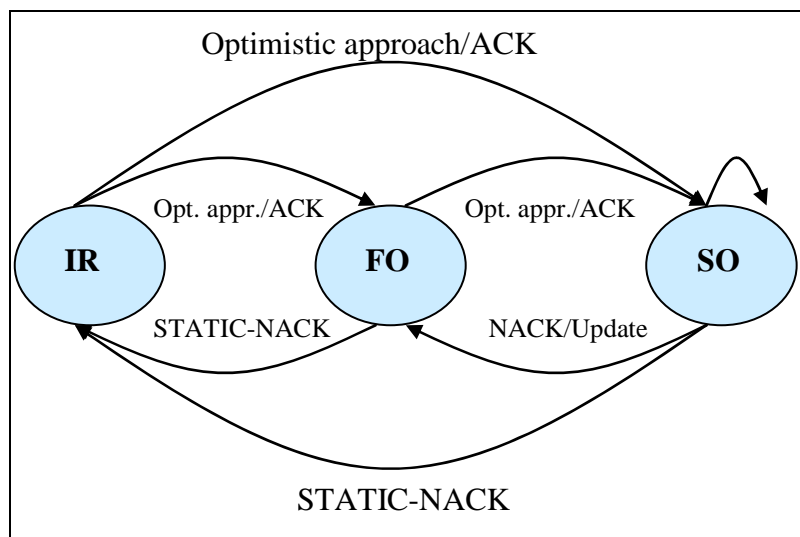 Optimistic approach/ACK
Opt. appr./ACK
Opt. appr./ACK
IR
FO
SO
STATIC-NACK
NACK/Update
STATIC-NACK